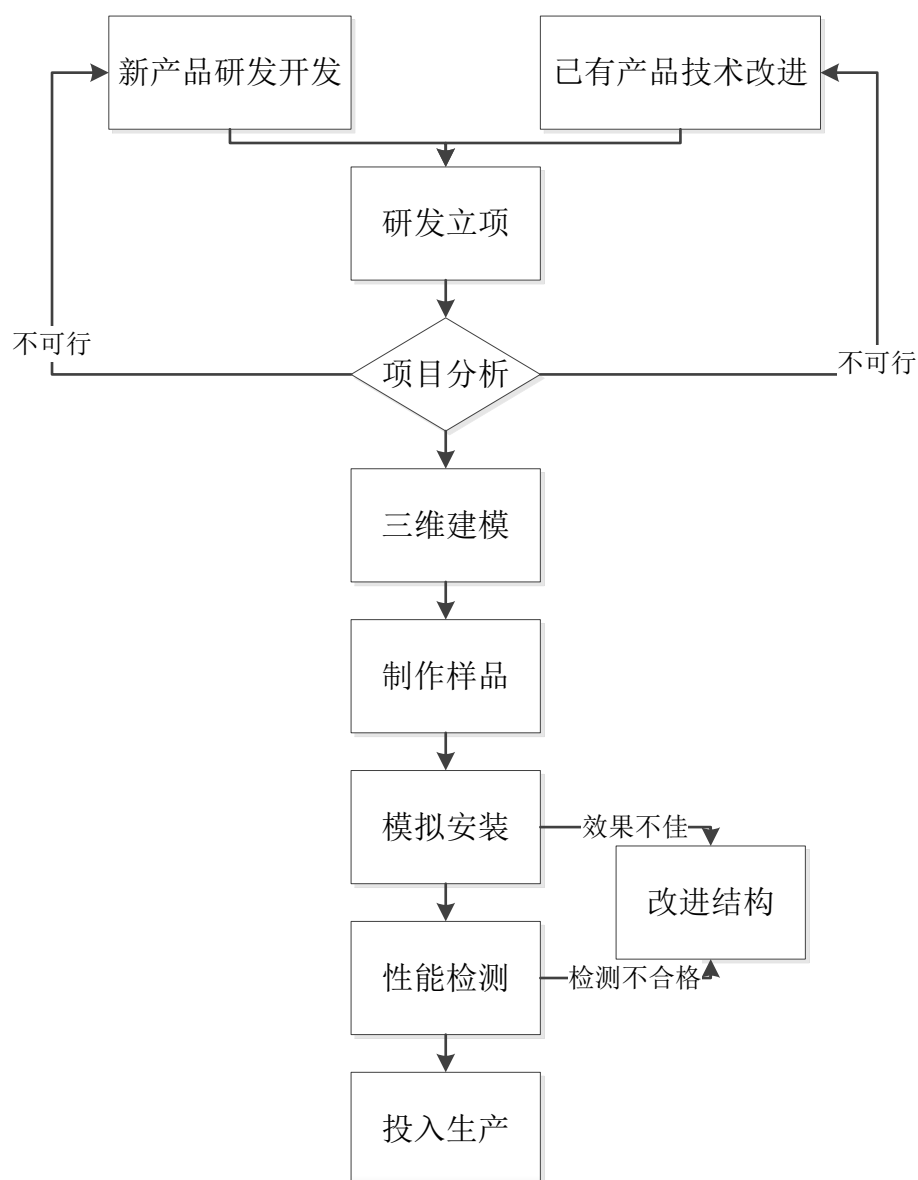 新产品研发开发
已有产品技术改进
研发立项
不可行
项目分析
不可行
三维建模
制作样品
模拟安装
效果不佳
改进结构
性能检测
检测不合格
投入生产